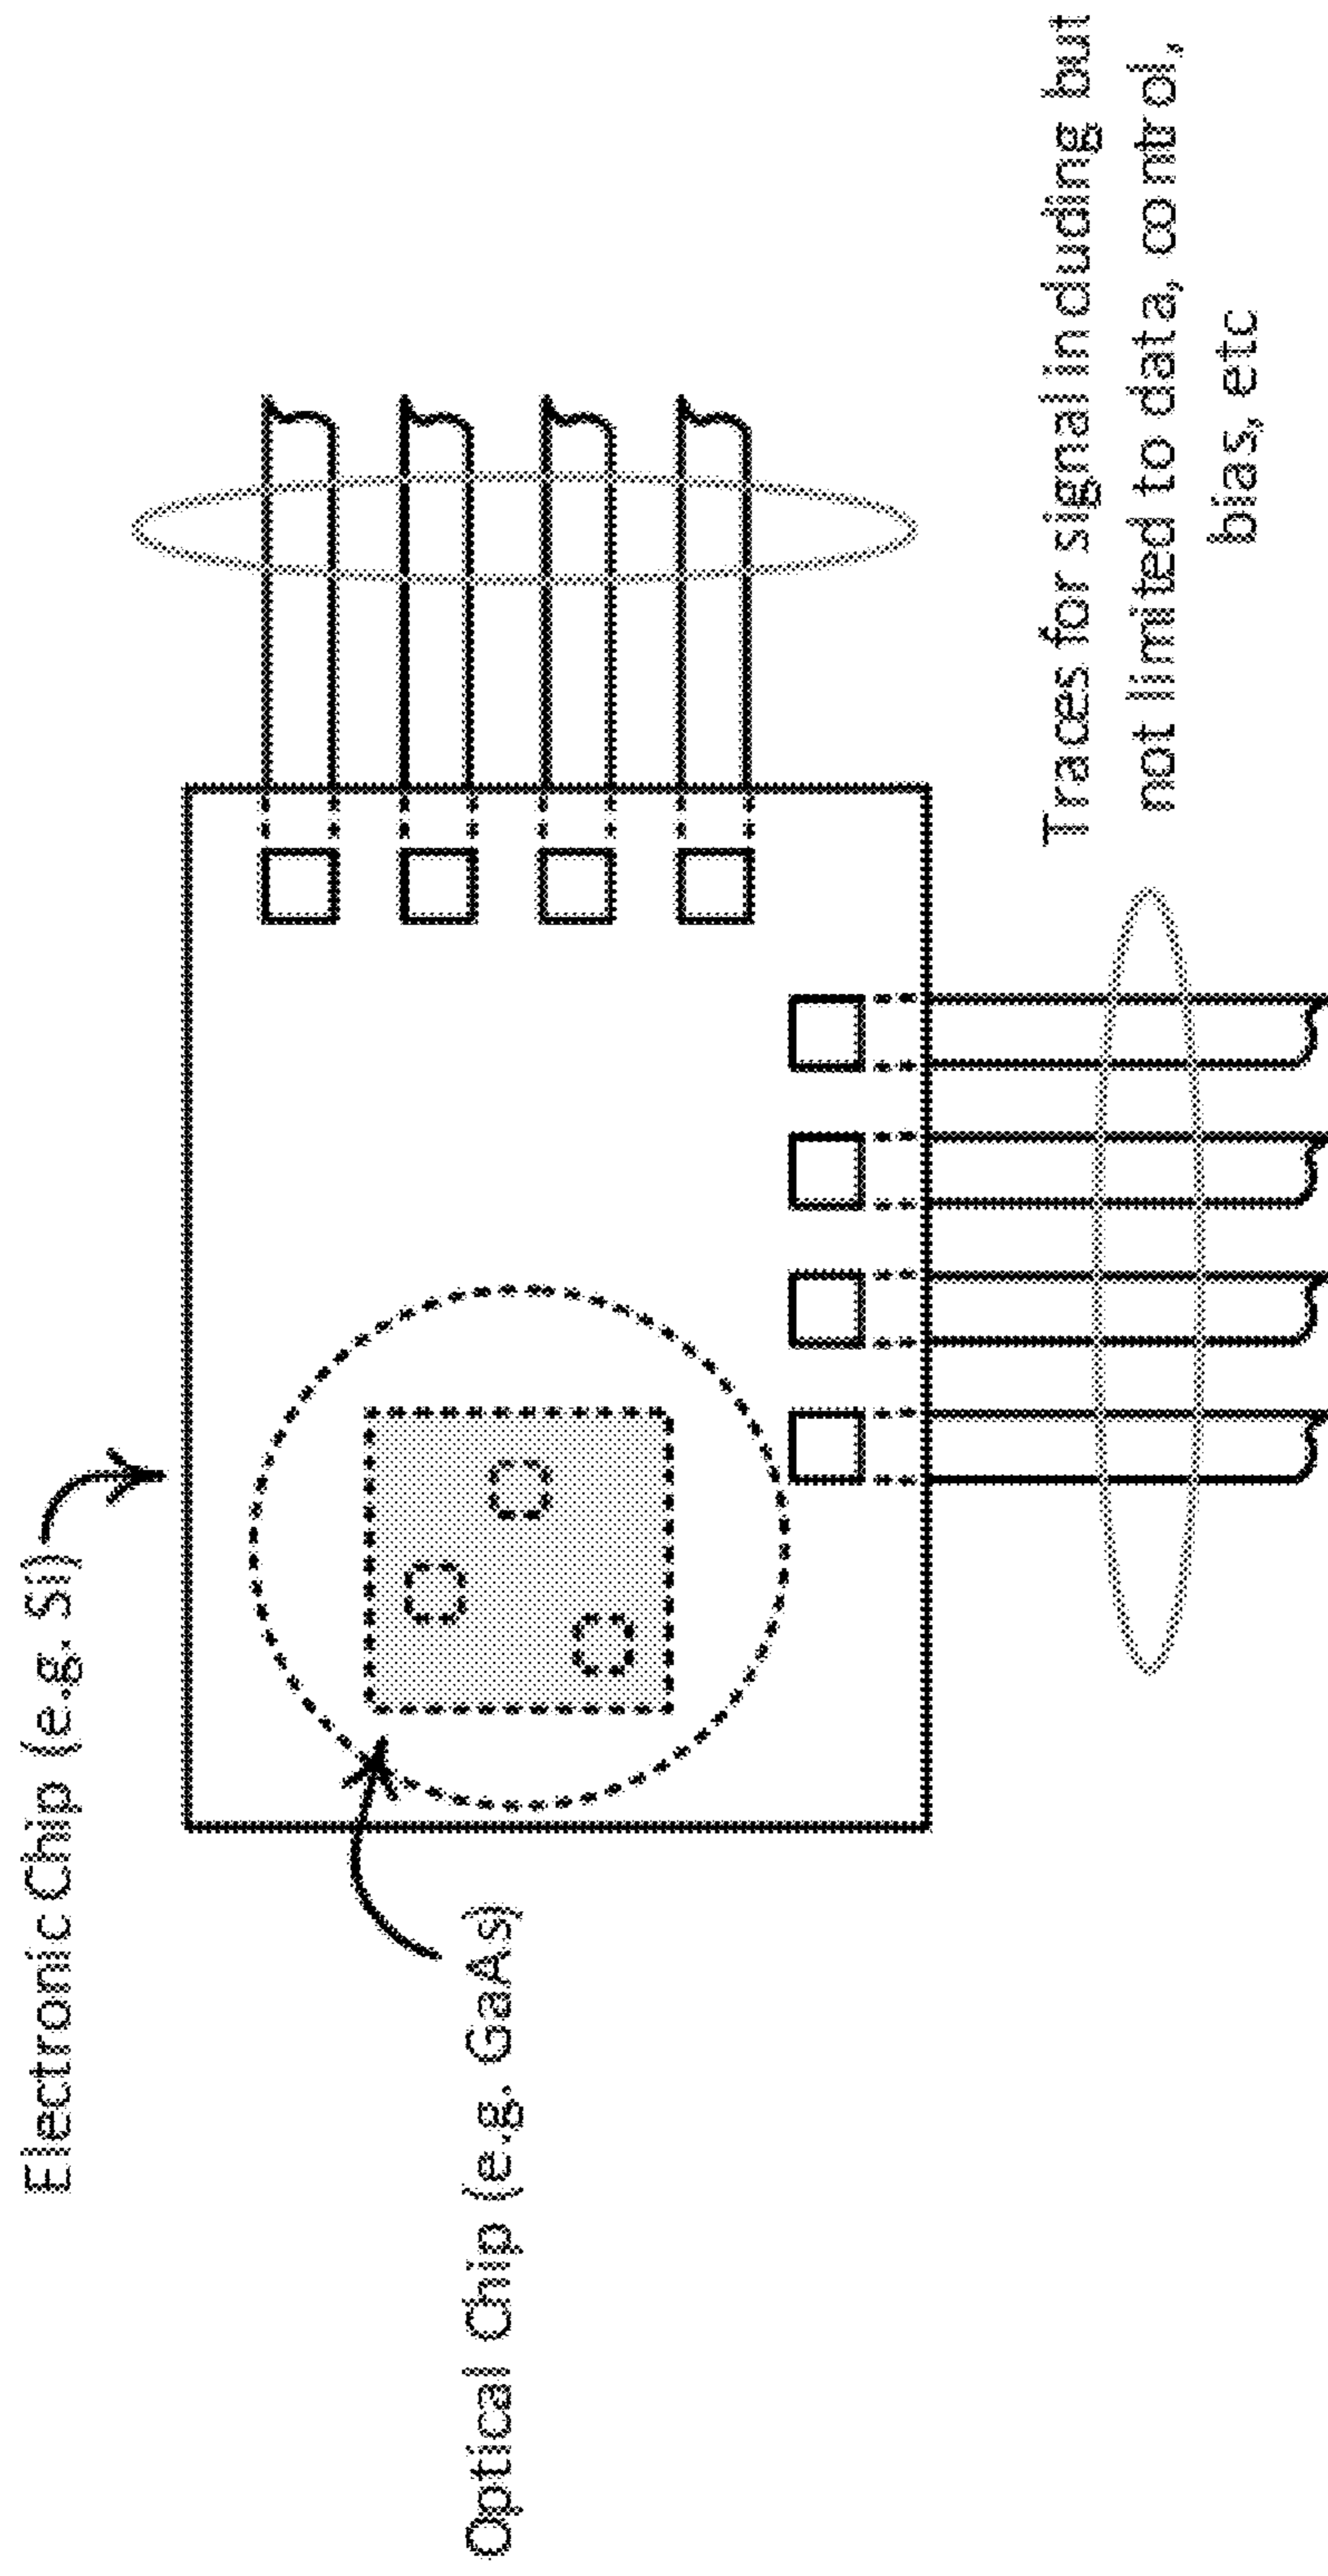 Electronic Chip (e.g. Si)
Optical Chip (e.g. GaAs)
Traces for signal including but
not limited to data, control,
bias, etc